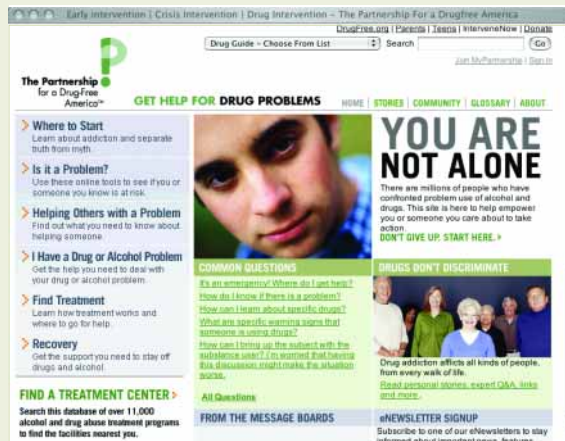 Early Intervention | Crisis Intervention | Drug Intervention – The Partnership For a Drugfree America
DrugFree.org | Parents | Teens | InterveneNow | Donate
Drug Guide – Choose From List
Search
Go
Join MyPartnership | Sign In
The Partnership
for a Drug-Free
America
GET HELP FOR DRUG PROBLEMS
HOME | STORIES | COMMUNITY | GLOSSARY | ABOUT
> Where to Start
Learn about addiction and separate
truth from myth.
> Is it a Problem?
Use these online tools to see if you or
someone you know is at risk.
> Helping Others with a Problem
Find out what you need to know about
helping someone.
> I Have a Drug or Alcohol Problem
Get the help you need to deal with
your drug or alcohol problem.
> Find Treatment
Learn how treatment works and
where to go for help.
> Recovery
Get the support you need to stay off
drugs and alcohol.
FIND A TREATMENT CENTER >
Search this database of over 11,000
alcohol and drug abuse treatment programs
to find the facilities nearest you.
YOU ARE
NOT ALONE
There are millions of people who have
confronted problem use of alcohol and
drugs. This site is here to help empower
you or someone you care about to take
action.
DON'T GIVE UP. START HERE. >
COMMON QUESTIONS
It's an emergency! Where do I get help?
How do I know if there is a problem?
How can I learn about specific drugs?
What are specific warning signs that
someone is using drugs?
How can I bring up the subject with the
substance user? I'm worried that having
this discussion might make the situation
worse.
All Questions
FROM THE MESSAGE BOARDS
DRUGS DON'T DISCRIMINATE
Drug addiction afflicts all kinds of people,
from every walk of life.
Read personal stories, expert Q&A, links
and more.
eNEWSLETTER SIGNUP
Subscribe to one of our eNewsletters to stay
informed about important news, features